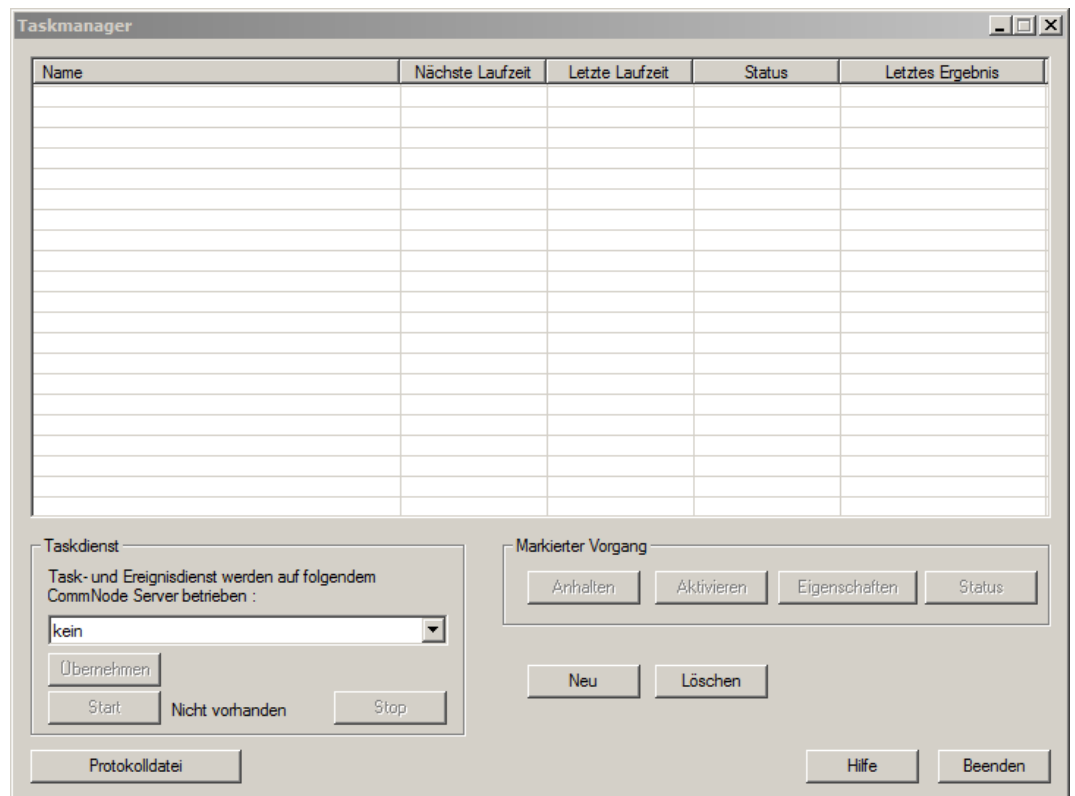 Taskmanager
Name Nächste Laufzeit Letzte Laufzeit Status Letztes Ergebnis
Taskdienst
Task- und Ereignisdienst werden auf folgendem
CommNode Server betrieben :
kein
Übernehmen
Start Nicht vorhanden Stop
Markierter Vorgang
Anhalten Aktivieren Eigenschaften Status
Neu Löschen
Protokolldatei Hilfe Beenden